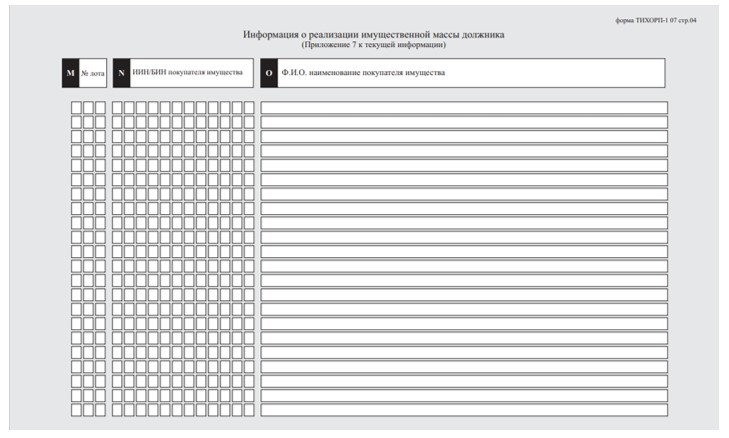 форма ТИХОРП-1 07 стр.04
Информация о реализации имущественной массы должника
(Приложение 7 к текущей информации)
M № лота N ИИН/БИН покупателя имущества O Ф.И.О. наименование покупателя имущества